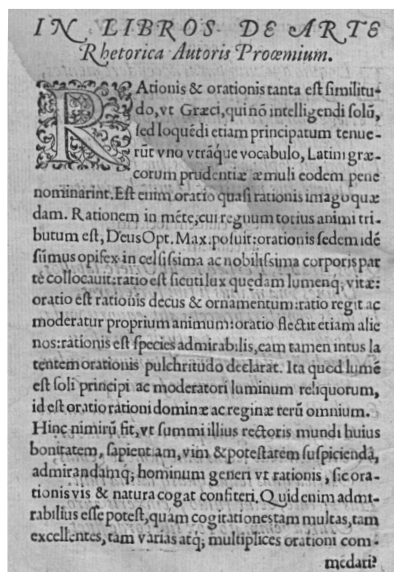 IN LIBROS DE ARTE
Rhetorica Autoris Prooemium.
RAtionis & orationis tanta est similitu-
do, vt Græci, qui nō intelligendi solū,
sed loquēdi etiam principatum tenue-
rūt vno vtráque vocabulo, Latini græ-
corum prudentiæ æmuli eodem pene
nominarint. Est enim oratio quasi rationis imago quæ
dam. Rationem in mēte, cui regnum totius animi tri-
butum est, Deus Opt. Max. posuit: orationis sedem idē
summus opifex in celsissima ac nobilissima corporis par
te collocauit: ratio est sicuti lux quędam lumenq; vitæ:
oratio est rationis decus & ornamentum: ratio regit ac
moderatur proprium animum: oratio flectit etiam alie
nos: rationis est species admirabilis, eam tamen intus la
tentem orationis pulchritudo declarat. Ita quod lumē
est soli principi ac moderatori luminum reliquorum,
id est oratio rationi dominæ ac reginæ rerū omnium.
Hinc nimirū fit, vt summi illius rectoris mundi huius
bonitatem, sapientiam, vim & potestatem suspiciendā,
admirandamq; hominum generi vt rationis, sic ora-
tionis vis & natura cogat confiteri. Quid enim admi-
rabilius esse potest, quàm cogitationes tam multas, tam
excellentes, tam varias atq; multiplices orationi com-
mēdari?